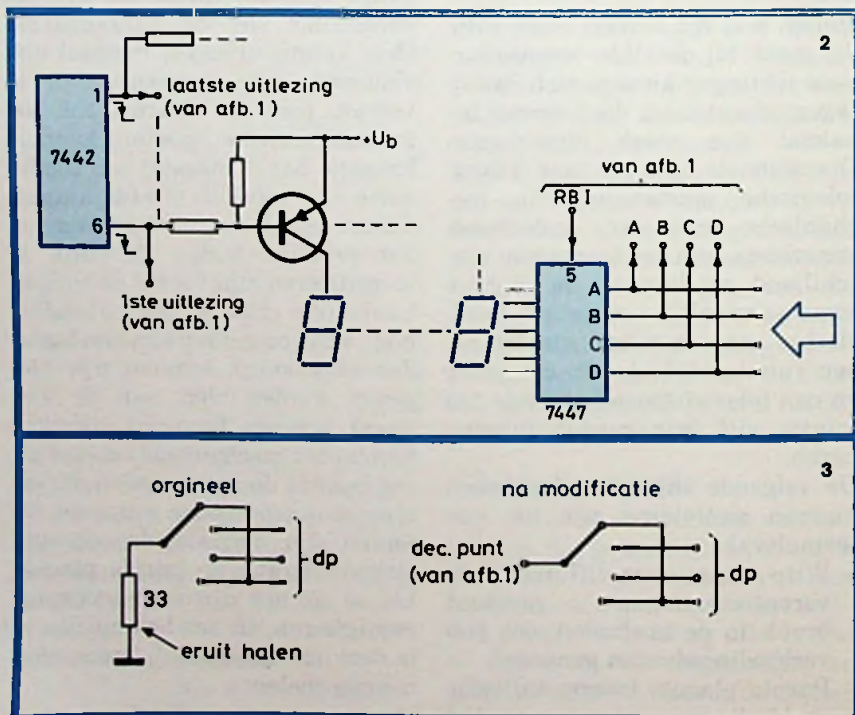 2
1
laatste uitlezing
(van afb.1)
7442
6
1ste uitlezing
(van afb.1)
+Ub
van afb.1
RBI
A B C D
5
A
B
C
D
7447
3
orgineel
33
eruit halen
dp
na modificatie
dec. punt
(van afb.1)
dp